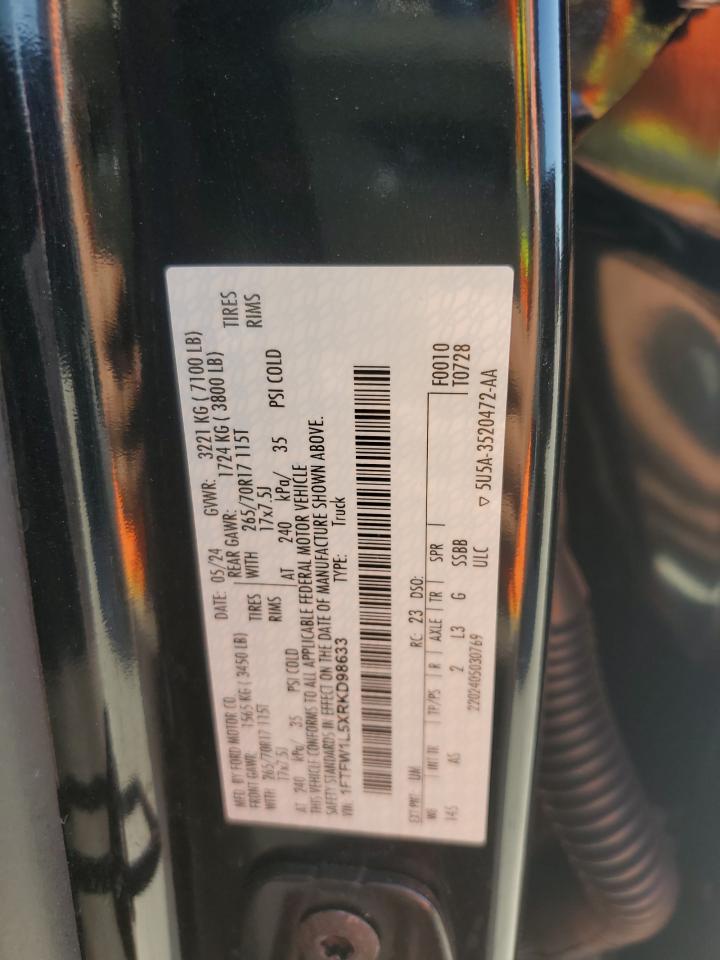 MFD. BY FORD MOTOR CO. DATE: 05/24 GVWR: 3221 KG ( 7100 LB)
FRONT GAWR: 1565 KG ( 3450 LB) REAR GAWR: 1724 KG ( 3800 LB)
WITH 265/70R17 115T TIRES WITH 265/70R17 115T TIRES
17x7.5J RIMS 17x7.5J RIMS
AT 240 kPa/ 35 PSI COLD AT 240 kPa/ 35 PSI COLD
THIS VEHICLE CONFORMS TO ALL APPLICABLE FEDERAL MOTOR VEHICLE
SAFETY STANDARDS IN EFFECT ON THE DATE OF MANUFACTURE SHOWN ABOVE.
VIN: 1FTFW1L5XRKD98633 TYPE: Truck
EXT PNT: UM RC: 23 DSO: F0010
WB INT TR TP/PS R AXLE TR SPR T0728
145 AS 2 L3 G SSBB
2202405030769 ULC ▽ 5U5A-3520472-AA